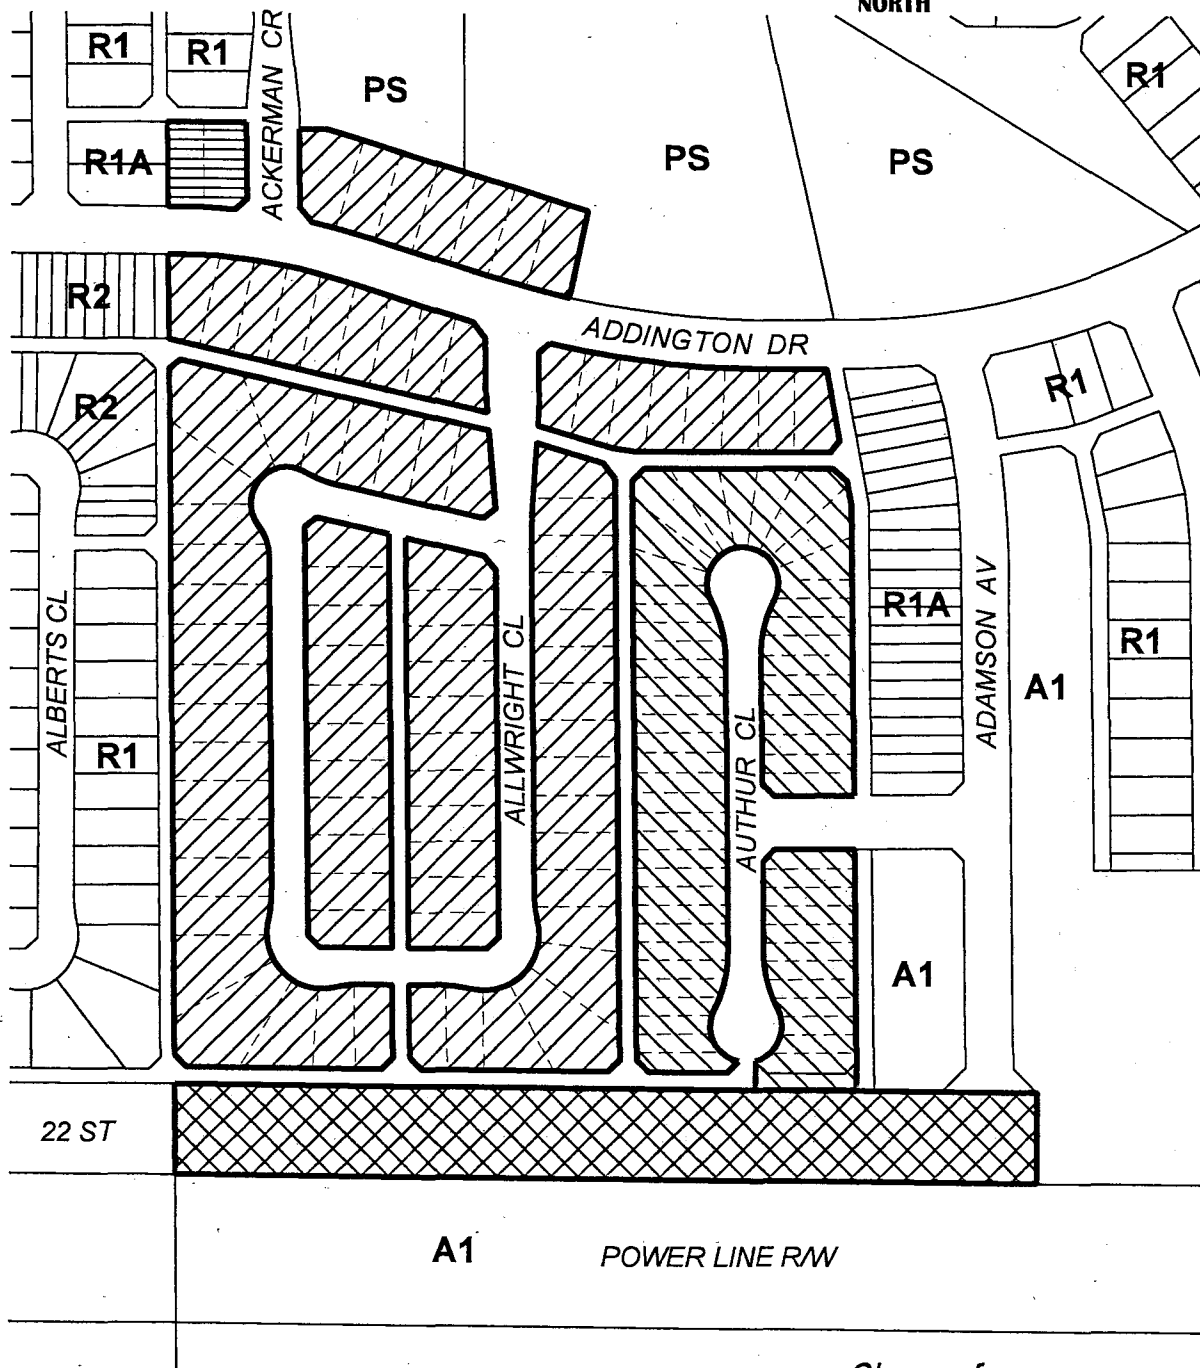 NORTH
R1
R1
ACKERMAN CR
PS
R1
R1A
PS
PS
R2
ADDINGTON DR
R1
R2
ALBERTS CL
R1
ALLWRIGHT CL
AUTHUR CL
R1A
ADAMSON AV
A1
R1
A1
22 ST
A1
POWER LINE R/W